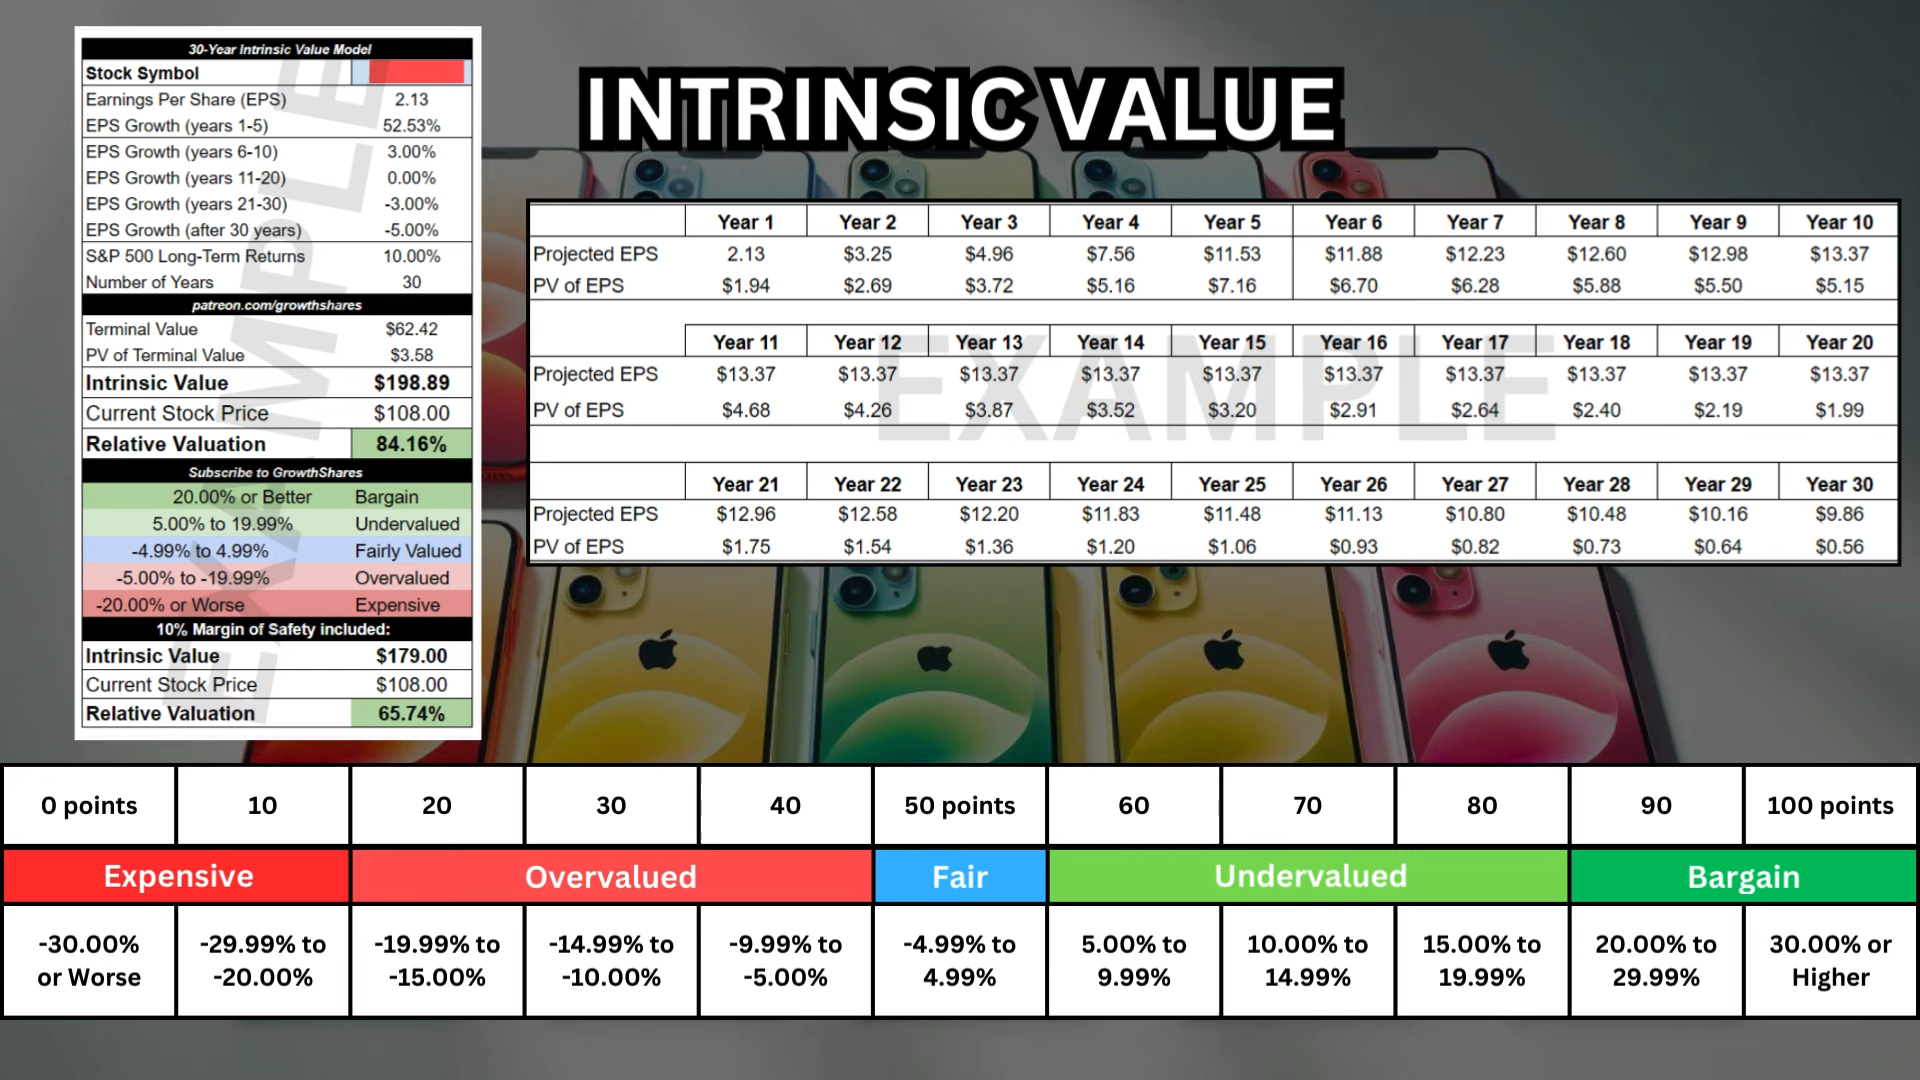 INTRINSIC VALUE
30-Year Intrinsic Value Model
Stock Symbol
Earnings Per Share (EPS) 2.13
EPS Growth (years 1-5) 52.53%
EPS Growth (years 6-10) 3.00%
EPS Growth (years 11-20) 0.00%
EPS Growth (years 21-30) -3.00%
EPS Growth (after 30 years) -5.00%
S&P 500 Long-Term Returns 10.00%
Number of Years 30
patreon.com/growthshares
Terminal Value $62.42
PV of Terminal Value $3.58
Intrinsic Value $198.89
Current Stock Price $108.00
Relative Valuation 84.16%
Subscribe to GrowthShares
20.00% or Better Bargain
5.00% to 19.99% Undervalued
-4.99% to 4.99% Fairly Valued
-5.00% to -19.99% Overvalued
-20.00% or Worse Expensive
10% Margin of Safety included:
Intrinsic Value $179.00
Current Stock Price $108.00
Relative Valuation 65.74%
EXAMPLE
Year 1 Year 2 Year 3 Year 4 Year 5 Year 6 Year 7 Year 8 Year 9 Year 10
Projected EPS 2.13 $3.25 $4.96 $7.56 $11.53 $11.88 $12.23 $12.60 $12.98 $13.37
PV of EPS $1.94 $2.69 $3.72 $5.16 $7.16 $6.70 $6.28 $5.88 $5.50 $5.15
Year 11 Year 12 Year 13 Year 14 Year 15 Year 16 Year 17 Year 18 Year 19 Year 20
Projected EPS $13.37 $13.37 $13.37 $13.37 $13.37 $13.37 $13.37 $13.37 $13.37 $13.37
PV of EPS $4.68 $4.26 $3.87 $3.52 $3.20 $2.91 $2.64 $2.40 $2.19 $1.99
Year 21 Year 22 Year 23 Year 24 Year 25 Year 26 Year 27 Year 28 Year 29 Year 30
Projected EPS $12.96 $12.58 $12.20 $11.83 $11.48 $11.13 $10.80 $10.48 $10.16 $9.86
PV of EPS $1.75 $1.54 $1.36 $1.20 $1.06 $0.93 $0.82 $0.73 $0.64 $0.56
EXAMPLE
0 points 10 20 30 40 50 points 60 70 80 90 100 points
Expensive Overvalued Fair Undervalued Bargain
-30.00% -29.99% to -19.99% to -14.99% to -9.99% to -4.99% to 5.00% to 10.00% to 15.00% to 20.00% to 30.00% or
or Worse -20.00% -15.00% -10.00% -5.00% 4.99% 9.99% 14.99% 19.99% 29.99% Higher